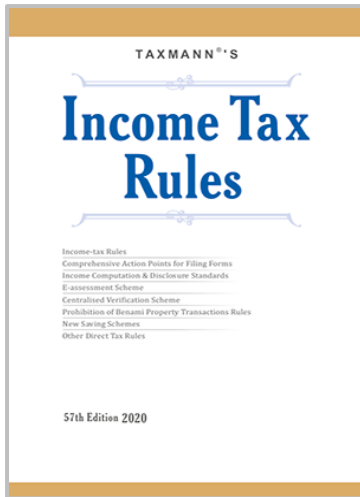 TAXMANN®'S
Income Tax
Rules
Income-tax Rules
Comprehensive Action Points for Filing Forms
Income Computation & Disclosure Standards
E-assessment Scheme
Centralised Verification Scheme
Prohibition of Benami Property Transactions Rules
New Saving Schemes
Other Direct Tax Rules
57th Edition 2020